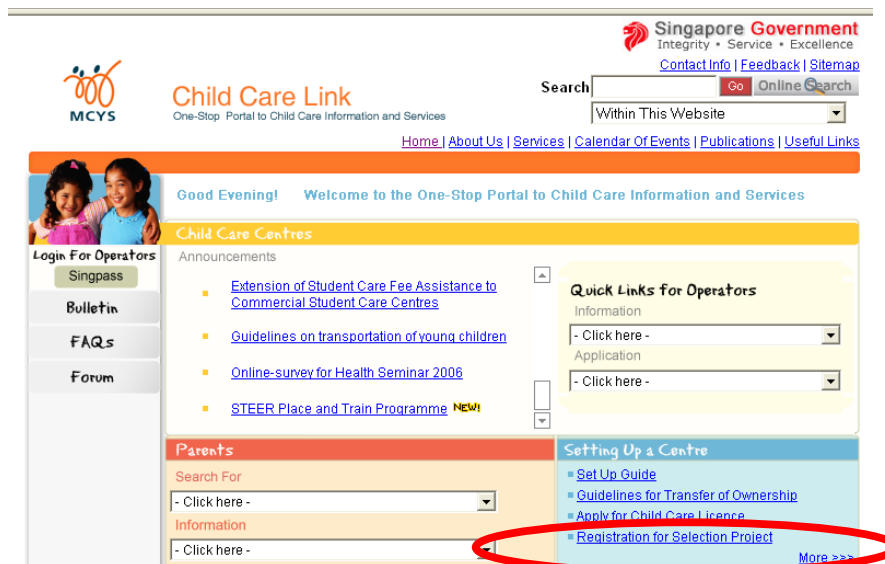 Singapore Government
Integrity • Service • Excellence
Contact Info | Feedback | Sitemap
MCYS
Child Care Link
One-Stop Portal to Child Care Information and Services
Search
Go
Online Search
Within This Website
Home | About Us | Services | Calendar Of Events | Publications | Useful Links
Good Evening! Welcome to the One-Stop Portal to Child Care Information and Services
Child Care Centres
Login For Operators
Singpass
Bulletin
FAQs
Forum
Announcements
Extension of Student Care Fee Assistance to
Commercial Student Care Centres
Guidelines on transportation of young children
Online-survey for Health Seminar 2006
STEER Place and Train Programme NEW!
Quick Links for Operators
Information
- Click here -
Application
- Click here -
Parents
Search For
- Click here -
Information
- Click here -
Setting Up a Centre
Set Up Guide
Guidelines for Transfer of Ownership
Apply for Child Care Licence
Registration for Selection Project
More >>>